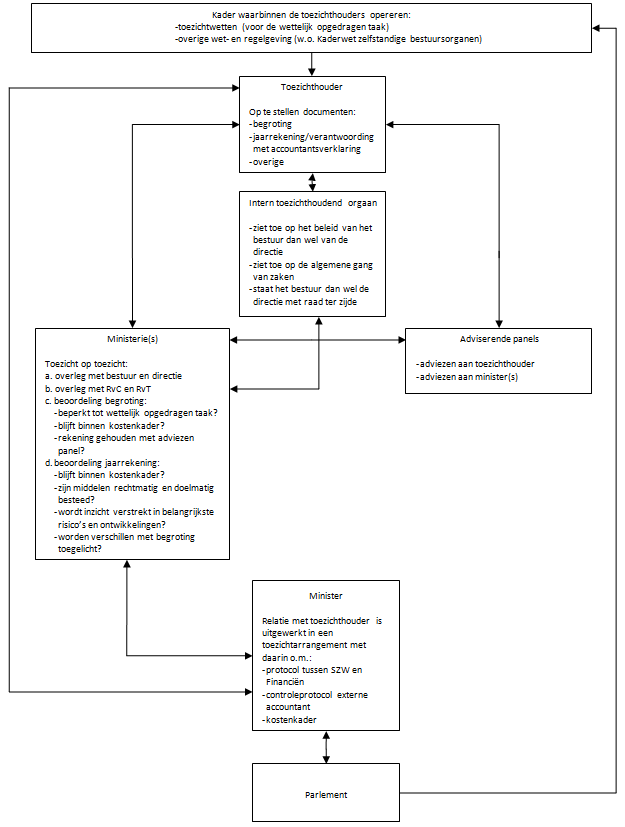 Kader waarbinnen de toezichthouders opereren:
-toezichtwetten (voor de wettelijk opgedragen taak)
-overige wet- en regelgeving (w.o. Kaderwet zelfstandige bestuursorganen)
Toezichthouder
Op te stellen documenten:
-begroting
-jaarrekening/verantwoording
met accountantsverklaring
-overige
Intern toezichthoudend orgaan
-ziet toe op het beleid van het
bestuur dan wel van de
directie
-ziet toe op de algemene gang
van zaken
-staat het bestuur dan wel de
directie met raad ter zijde
Ministerie(s)
Toezicht op toezicht:
a. overleg met bestuur en directie
b. overleg met RvC en RvT
c. beoordeling begroting:
-beperkt tot wettelijk opgedragen taak?
-blijft binnen kostenkader?
-rekening gehouden met adviezen
panel?
d. beoordeling jaarrekening:
-blijft binnen kostenkader?
-zijn middelen rechtmatig en doelmatig
besteed?
-wordt inzicht verstrekt in belangrijkste
risico's en ontwikkelingen?
-worden verschillen met begroting
toegelicht?
Adviserende panels
-adviezen aan toezichthouder
-adviezen aan minister(s)
Minister
Relatie met toezichthouder is
uitgewerkt in een
toezichtarrangement met
daarin o.m.:
-protocol tussen SZW en
Financiën
-controleprotocol externe
accountant
-kostenkader
Parlement